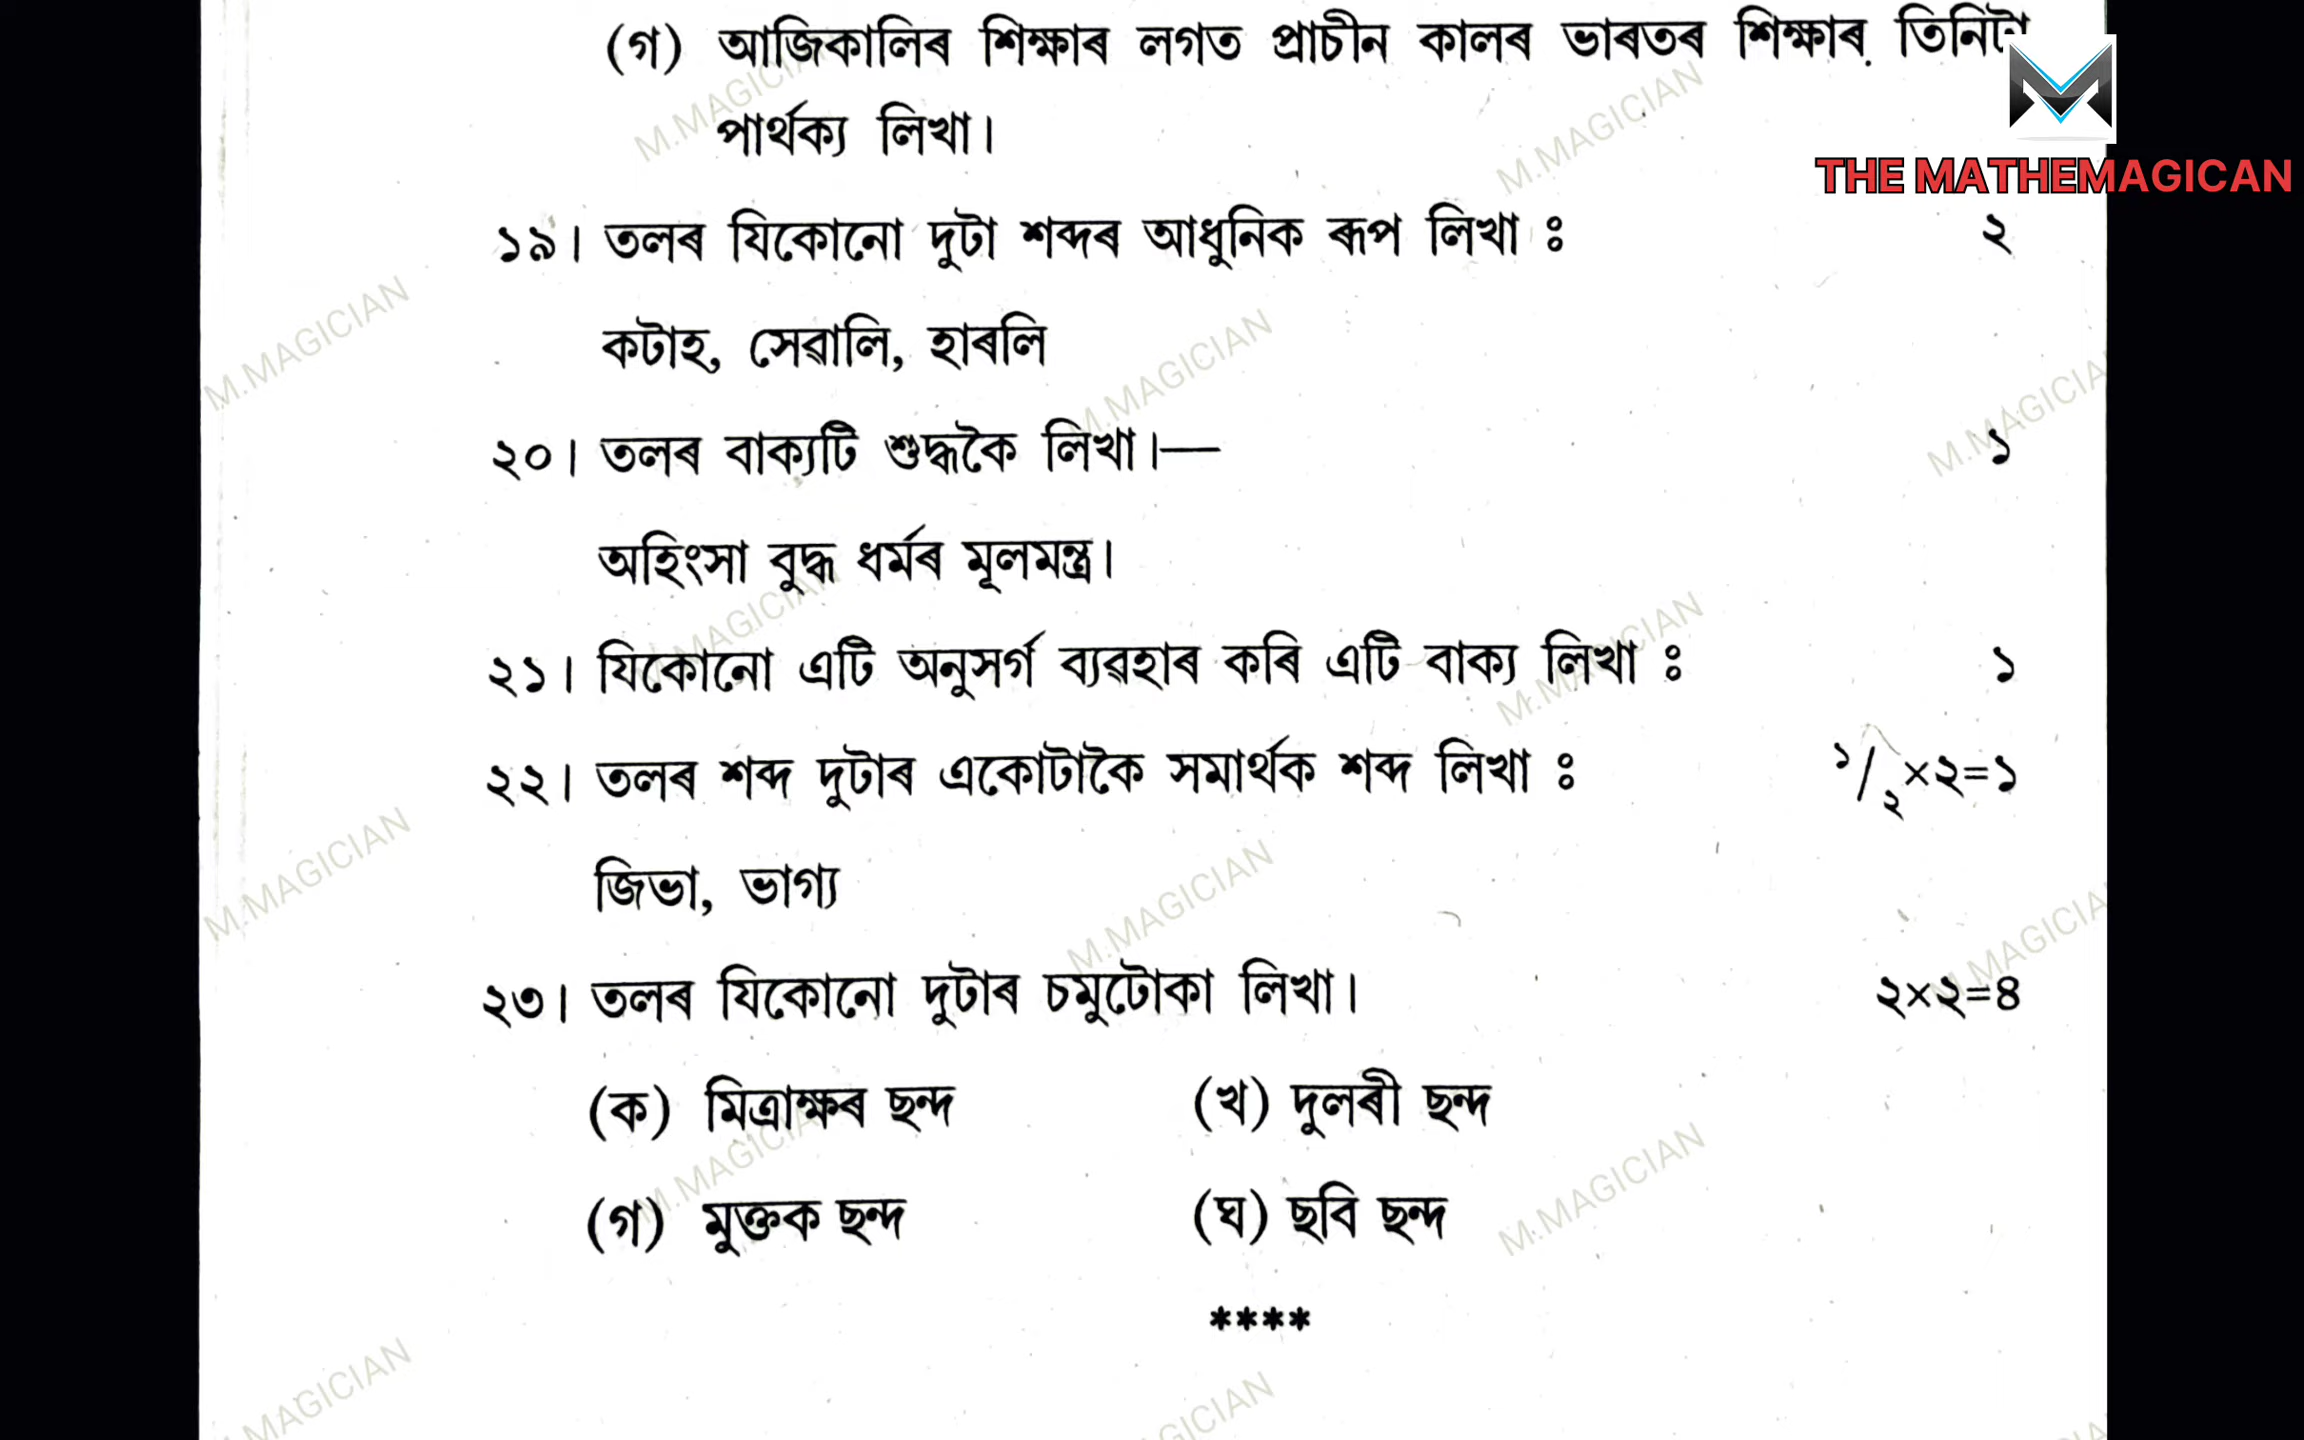 (গ) আজিকালিৰ শিক্ষাৰ লগত প্ৰাচীন কালৰ ভাৰতৰ শিক্ষাৰ তিনিটা
পাৰ্থক্য লিখা।
THE MATHEMAGICAN
১৯। তলৰ যিকোনো দুটা শব্দৰ আধুনিক ৰূপ লিখা ঃ ২
কটাহ, সেৱালি, হাৰলি
২০। তলৰ বাক্যটি শুদ্ধকৈ লিখা।— ১
অহিংসা বুদ্ধ ধৰ্মৰ মূলমন্ত্ৰ।
২১। যিকোনো এটি অনুসৰ্গ ব্যৱহাৰ কৰি এটি বাক্য লিখা ঃ ১
২২। তলৰ শব্দ দুটাৰ একোটাকৈ সমাৰ্থক শব্দ লিখা ঃ ১/২ ×২=১
জিভা, ভাগ্য
২৩। তলৰ যিকোনো দুটাৰ চমুটোকা লিখা। ২×২=৪
(ক) মিত্ৰাক্ষৰ ছন্দ (খ) দুলৰী ছন্দ
(গ) মুক্তক ছন্দ (ঘ) ছবি ছন্দ
****
M.MAGICIAN